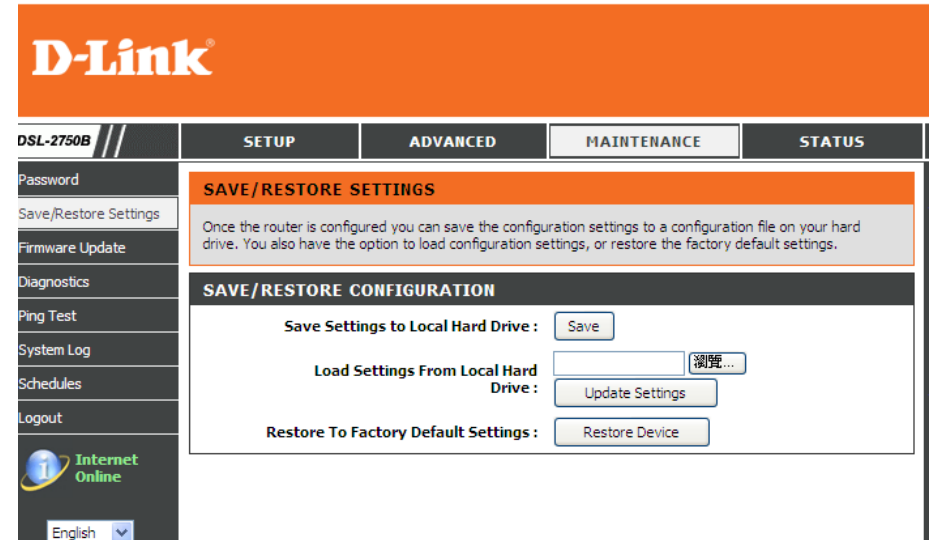 D-Link®
DSL-2750B
SETUP
ADVANCED
MAINTENANCE
STATUS
Password
Save/Restore Settings
Firmware Update
Diagnostics
Ping Test
System Log
Schedules
Logout
Internet
Online
English
SAVE/RESTORE SETTINGS
Once the router is configured you can save the configuration settings to a configuration file on your hard
drive. You also have the option to load configuration settings, or restore the factory default settings.
SAVE/RESTORE CONFIGURATION
Save Settings to Local Hard Drive :
Save
Load Settings From Local Hard
Drive :
瀏覽...
Update Settings
Restore To Factory Default Settings :
Restore Device